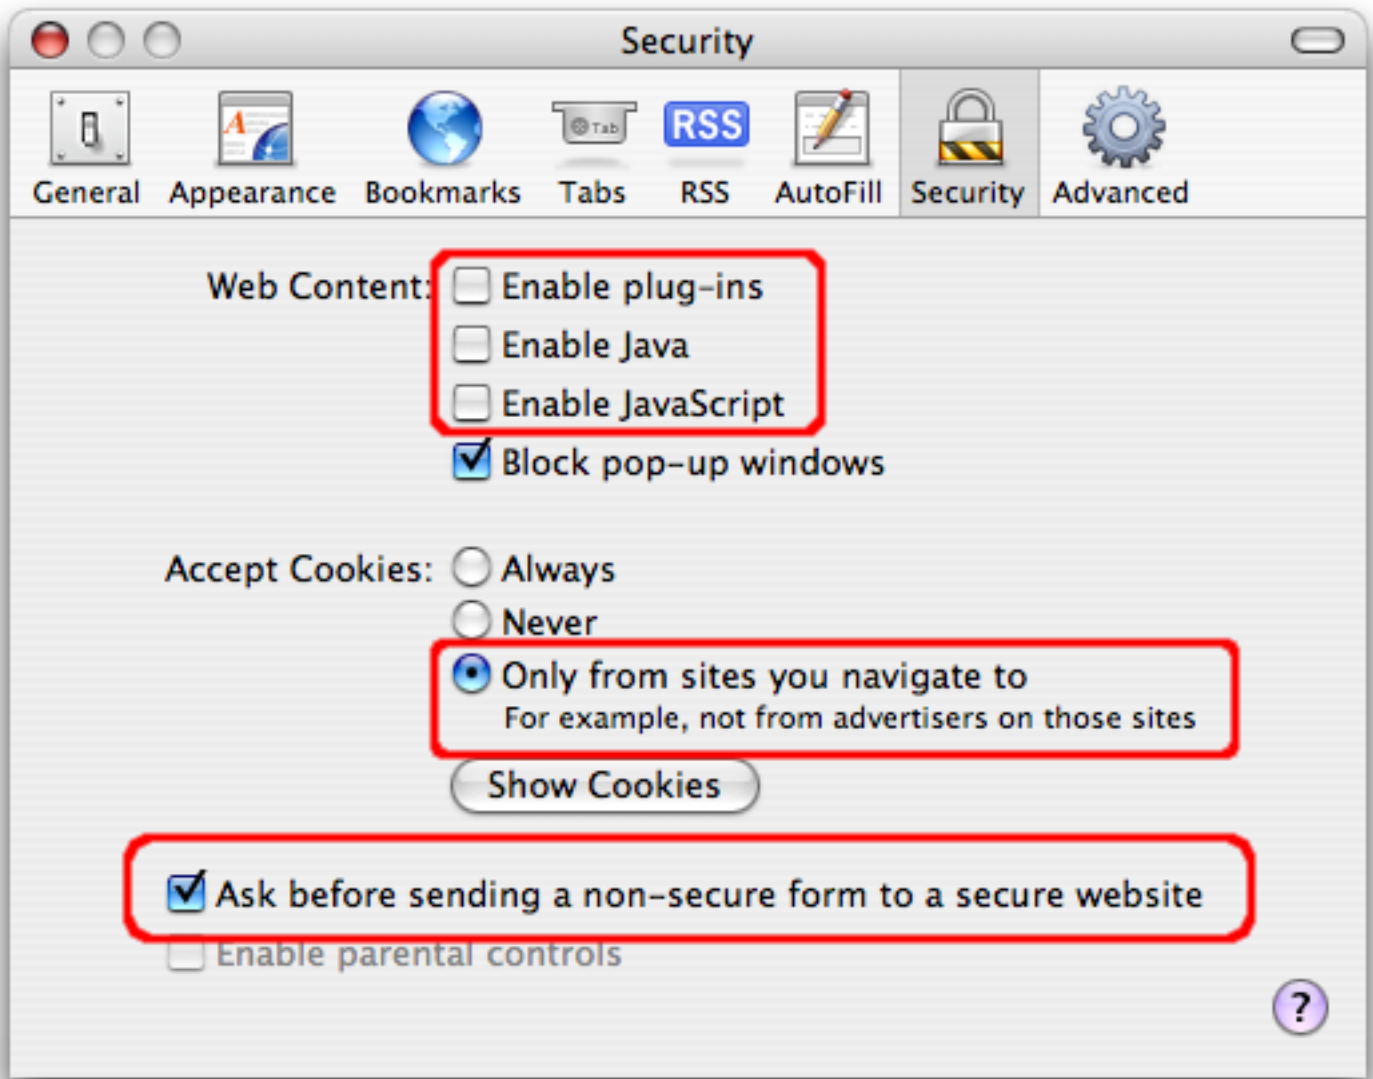 Security
A
Tab
RSS
General Appearance Bookmarks Tabs RSS AutoFill Security Advanced
Web Content: Enable plug-ins
Enable Java
Enable JavaScript
Block pop-up windows
Accept Cookies: Always
Never
Only from sites you navigate to
For example, not from advertisers on those sites
Show Cookies
Ask before sending a non-secure form to a secure website
Enable parental controls
?